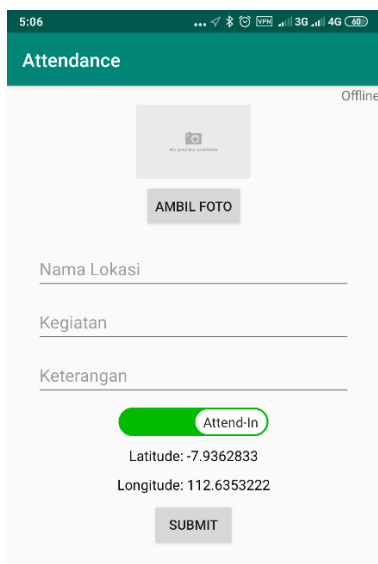 5:06 ... VPN 3G 4G 60
Attendance
Offline
No preview available
AMBIL FOTO
Nama Lokasi
Kegiatan
Keterangan
Attend-In
Latitude: -7.9362833
Longitude: 112.6353222
SUBMIT